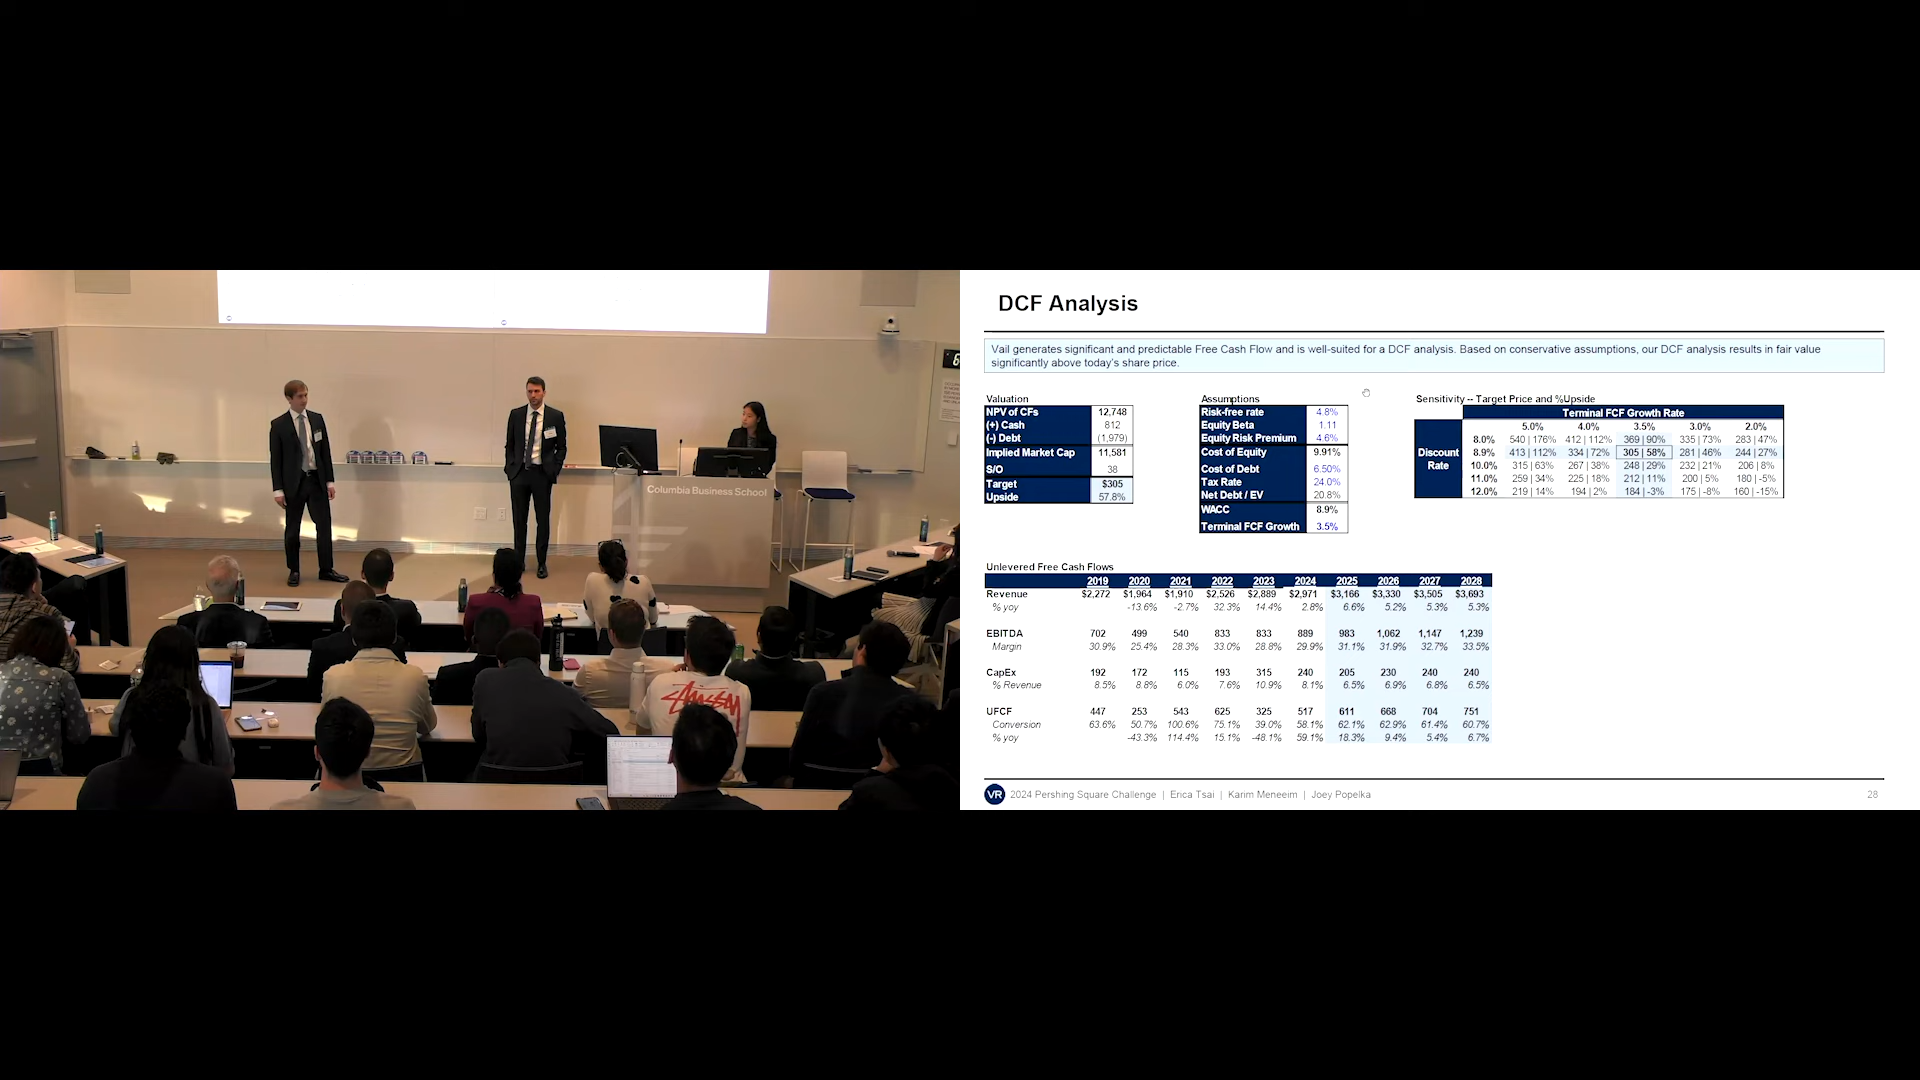 Columbia Business School
STUSSY
DCF Analysis
Vail generates significant and predictable Free Cash Flow and is well-suited for a DCF analysis. Based on conservative assumptions, our DCF analysis results in fair value
significantly above today's share price.
Valuation
NPV of CFs 12,748
(+) Cash 812
(-) Debt (1,979)
Implied Market Cap 11,581
S/O 38
Target $305
Upside 57.8%
Assumptions
Risk-free rate 4.8%
Equity Beta 1.11
Equity Risk Premium 4.6%
Cost of Equity 9.91%
Cost of Debt 6.50%
Tax Rate 24.0%
Net Debt / EV 20.8%
WACC 8.9%
Terminal FCF Growth 3.5%
Sensitivity -- Target Price and %Upside
Terminal FCF Growth Rate
5.0% 4.0% 3.5% 3.0% 2.0%
Discount Rate
8.0% 540 | 176% 412 | 112% 369 | 90% 335 | 73% 283 | 47%
8.9% 413 | 112% 334 | 72% 305 | 58% 281 | 46% 244 | 27%
10.0% 315 | 63% 267 | 38% 248 | 29% 232 | 21% 206 | 8%
11.0% 259 | 34% 225 | 18% 212 | 11% 200 | 5% 180 | -5%
12.0% 219 | 14% 194 | 2% 184 | -3% 175 | -8% 160 | -15%
Unlevered Free Cash Flows
2019 2020 2021 2022 2023 2024 2025 2026 2027 2028
Revenue $2,272 $1,964 $1,910 $2,526 $2,889 $2,971 $3,166 $3,330 $3,505 $3,693
% yoy -13.6% -2.7% 32.3% 14.4% 2.8% 6.6% 5.2% 5.3% 5.3%
EBITDA 702 499 540 833 833 889 983 1,062 1,147 1,239
Margin 30.9% 25.4% 28.3% 33.0% 28.8% 29.9% 31.1% 31.9% 32.7% 33.5%
CapEx 192 172 115 193 315 240 205 230 240 240
% Revenue 8.5% 8.8% 6.0% 7.6% 10.9% 8.1% 6.5% 6.9% 6.8% 6.5%
UFCF 447 253 543 625 325 517 611 668 704 751
Conversion 63.6% 50.7% 100.6% 75.1% 39.0% 58.1% 62.1% 62.9% 61.4% 60.7%
% yoy -43.3% 114.4% 15.1% -48.1% 59.1% 18.3% 9.4% 5.4% 6.7%
VR 2024 Pershing Square Challenge | Erica Tsai | Karim Meneeim | Joey Popelka
28